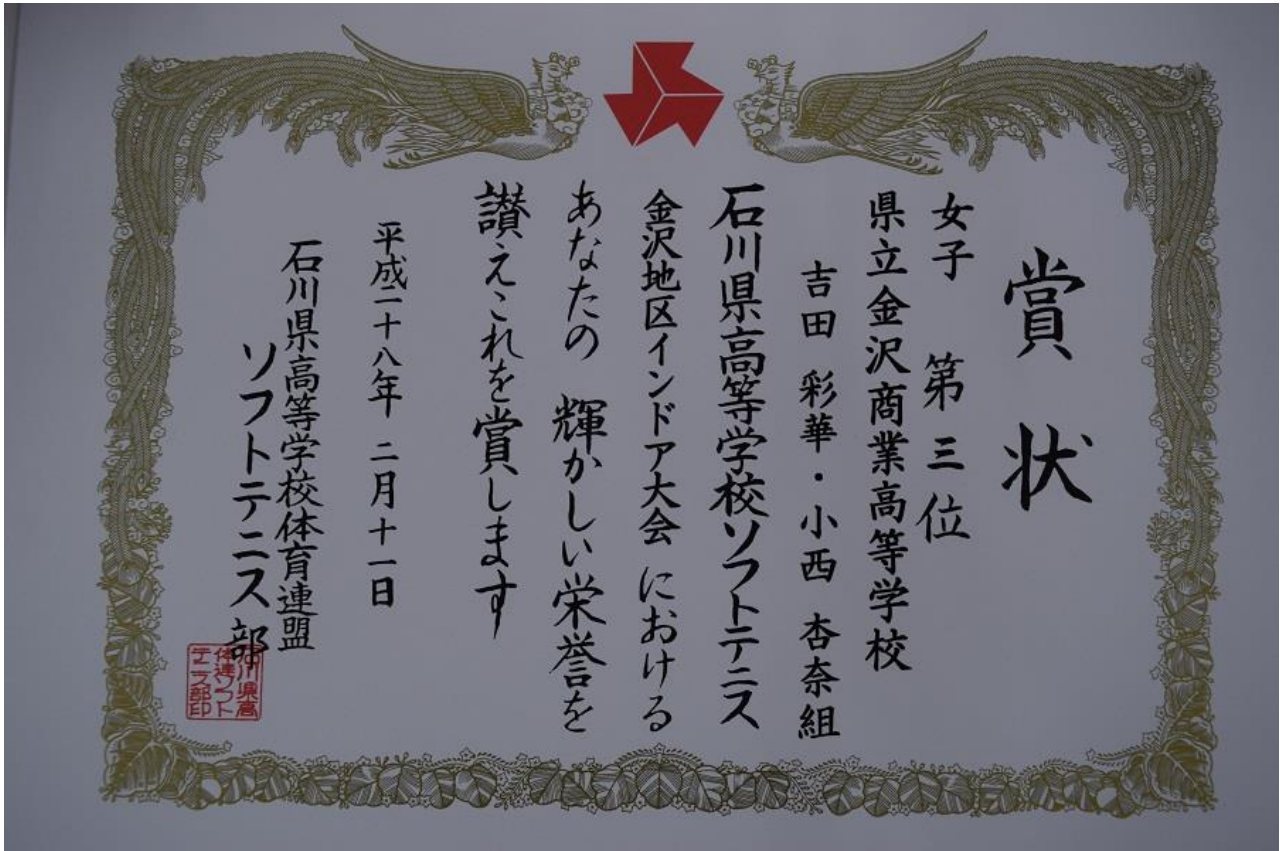 賞状
女子 第三位
県立金沢商業高等学校
吉田 彩華・小西 杏奈組
石川県高等学校ソフトテニス
金沢地区インドア大会 における
あなたの 輝かしい栄誉を
讃えこれを賞します
平成一十八年 二月十一日
石川県高等学校体育連盟
ソフトテニス部
石川県高
体連ソフト
テニス部印